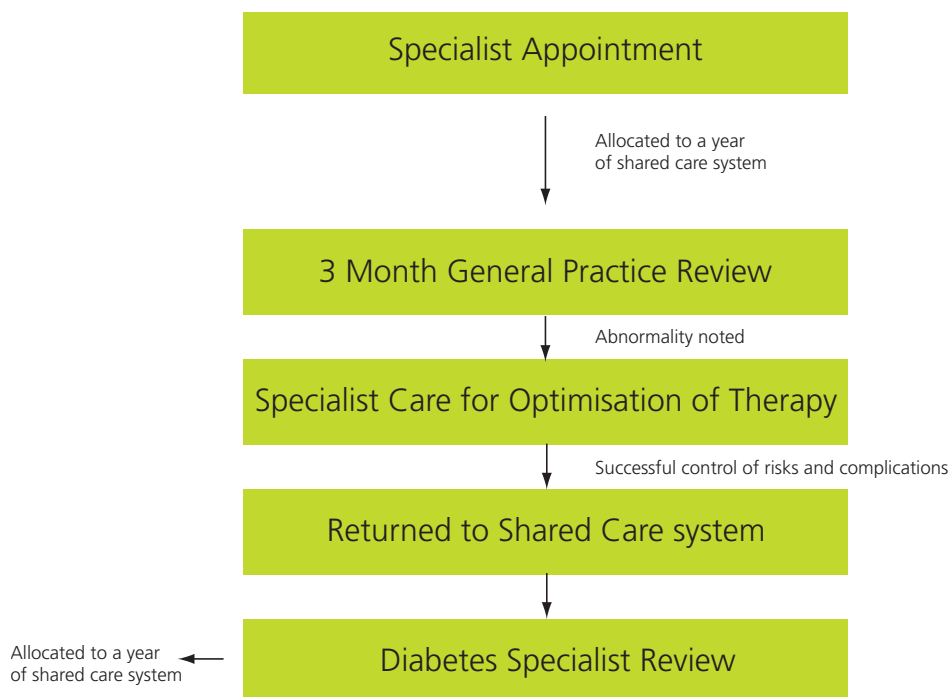 Specialist Appointment
Allocated to a year
of shared care system
3 Month General Practice Review
Abnormality noted
Specialist Care for Optimisation of Therapy
Successful control of risks and complications
Returned to Shared Care system
Diabetes Specialist Review
Allocated to a year
of shared care system